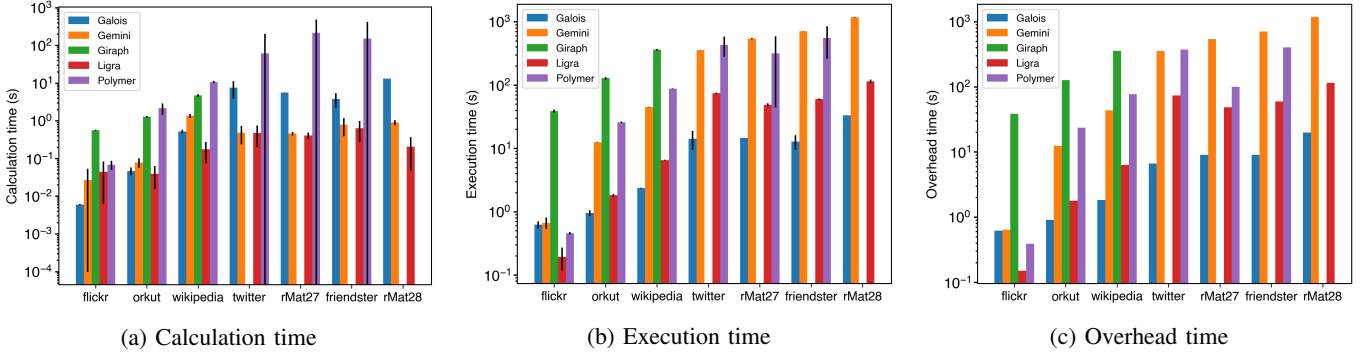 Calculation time (s)
10³
10²
10¹
10⁰
10⁻¹
10⁻²
10⁻³
10⁻⁴
Galois
Gemini
Giraph
Ligra
Polymer
flickr orkut wikipedia twitter rMat27 friendster rMat28
(a) Calculation time
Execution time (s)
10³
10²
10¹
10⁰
10⁻¹
Galois
Gemini
Giraph
Ligra
Polymer
flickr orkut wikipedia twitter rMat27 friendster rMat28
(b) Execution time
Overhead time (s)
10³
10²
10¹
10⁰
10⁻¹
Galois
Gemini
Giraph
Ligra
Polymer
flickr orkut wikipedia twitter rMat27 friendster rMat28
(c) Overhead time